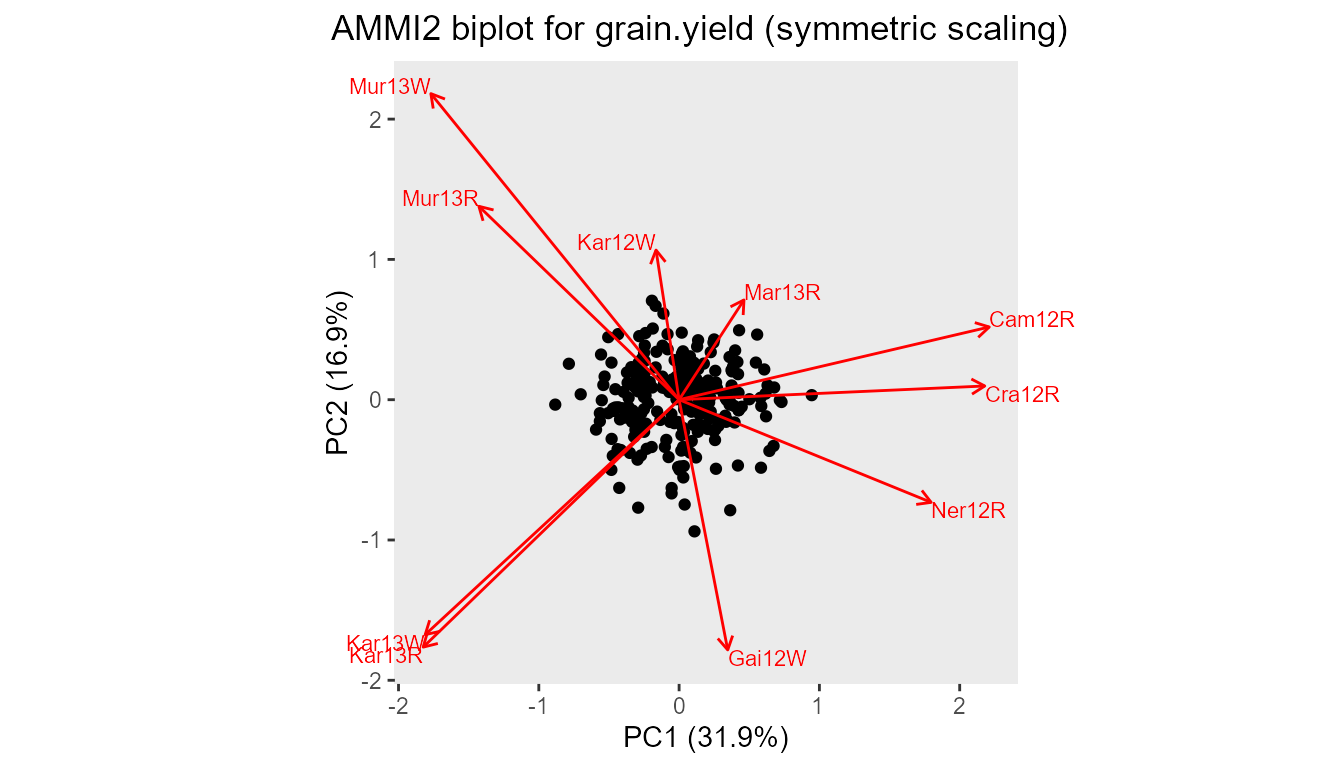 AMMI2 biplot for grain.yield (symmetric scaling)
Mur13W
2
Mur13R
Kar12W
1
Mar13R
Cam12R
PC2 (16.9%)
0
Cra12R
Ner12R
-1
Kar13W
Kar13R
Gai12W
-2
-2 -1 0 1 2
PC1 (31.9%)